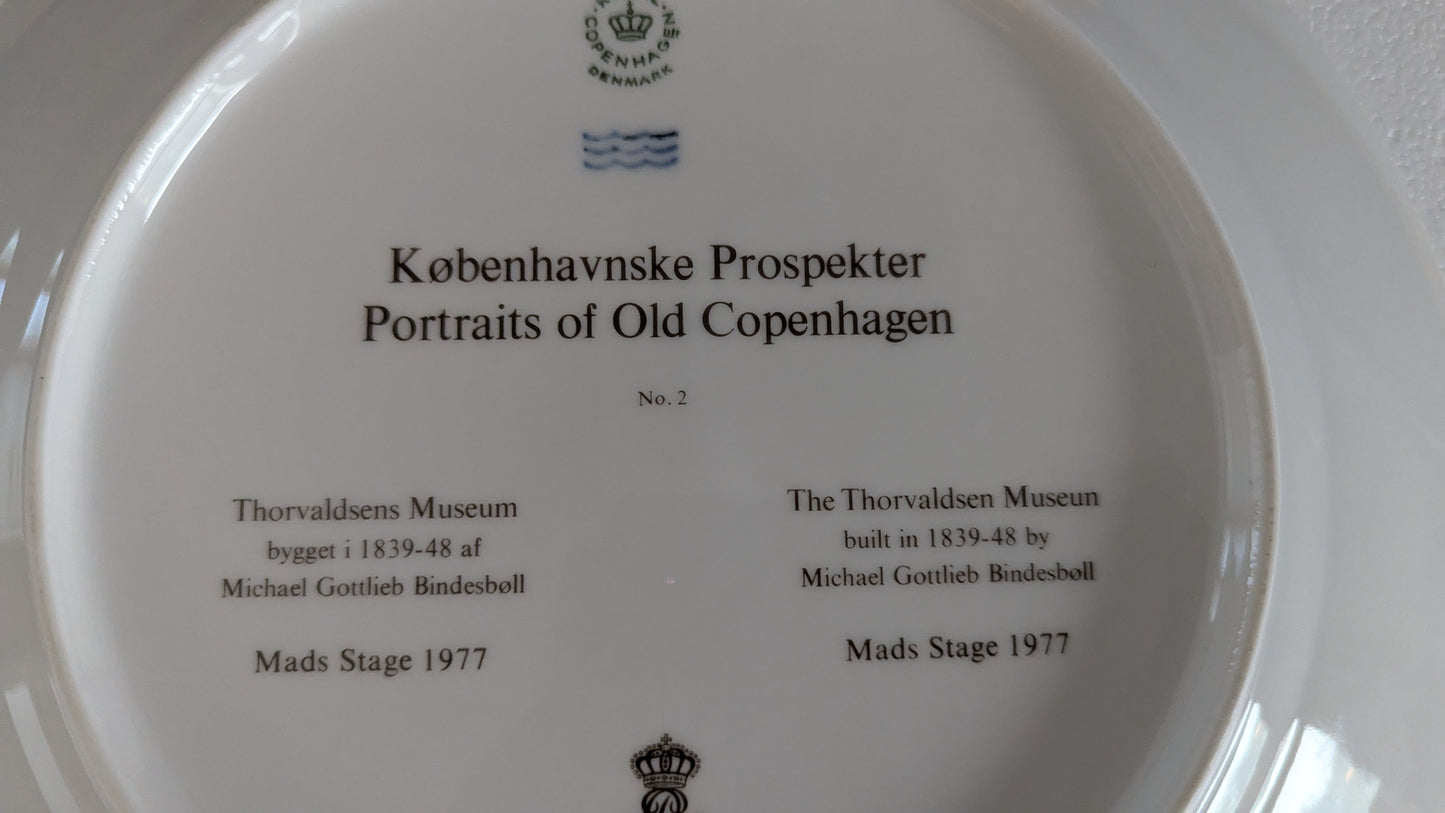 COPENHAGEN
DENMARK
Københavnske Prospekter
Portraits of Old Copenhagen
No. 2
Thorvaldsens Museum
bygget i 1839-48 af
Michael Gottlieb Bindesbøll
Mads Stage 1977
The Thorvaldsen Museun
built in 1839-48 by
Michael Gottlieb Bindesbøll
Mads Stage 1977